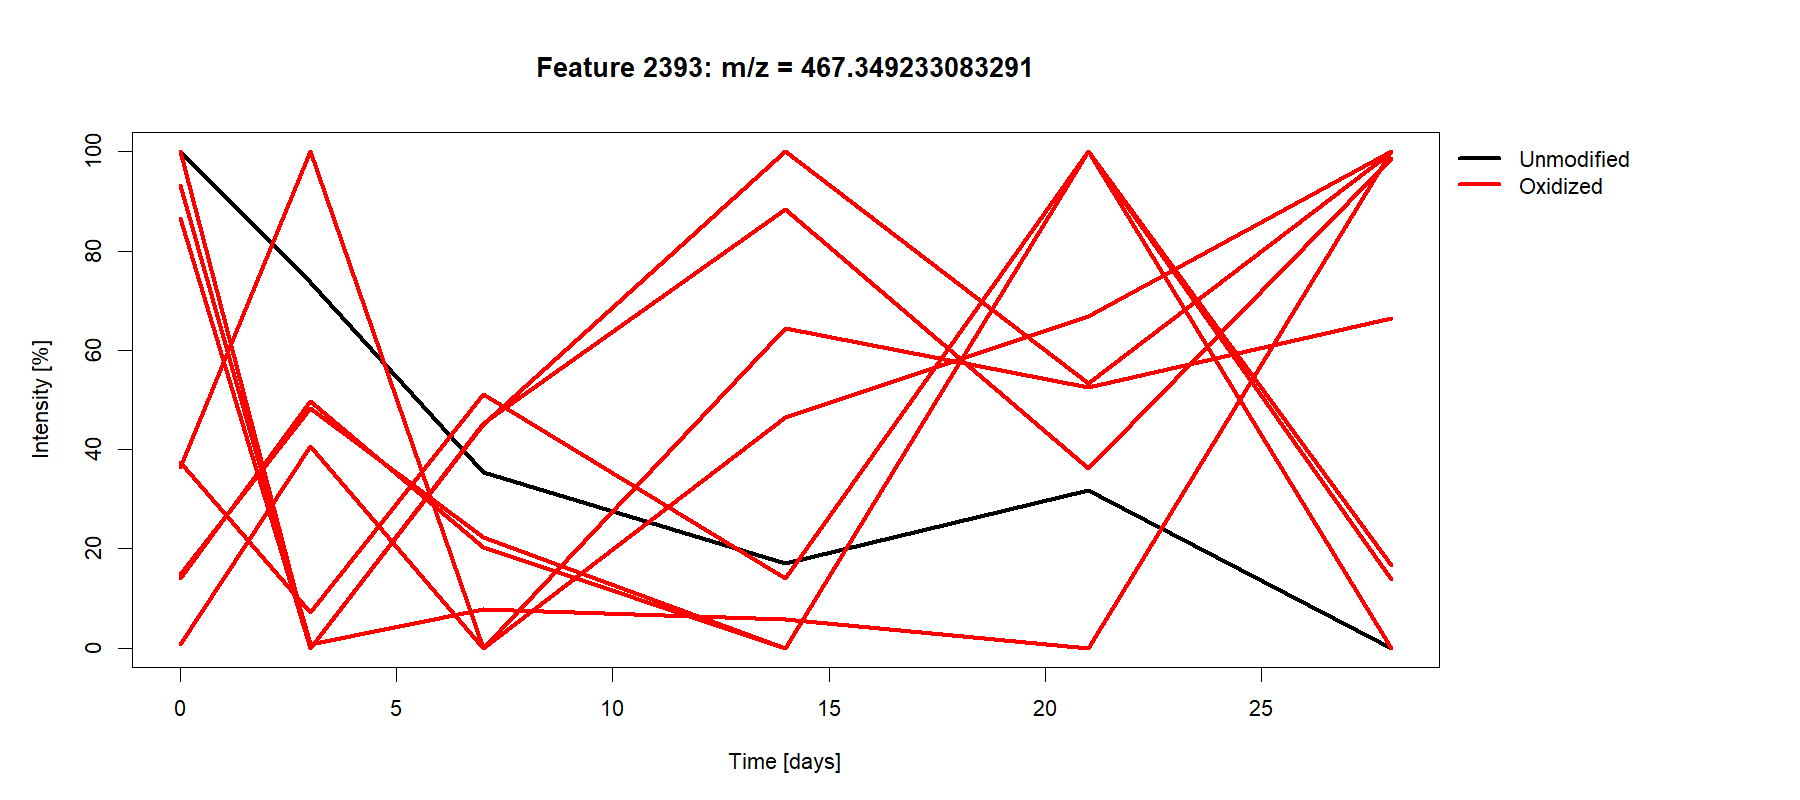 Feature 2393: m/z = 467.349233083291
Unmodified
Oxidized
Intensity [%]
100
80
60
40
20
0
0 5 10 15 20 25
Time [days]